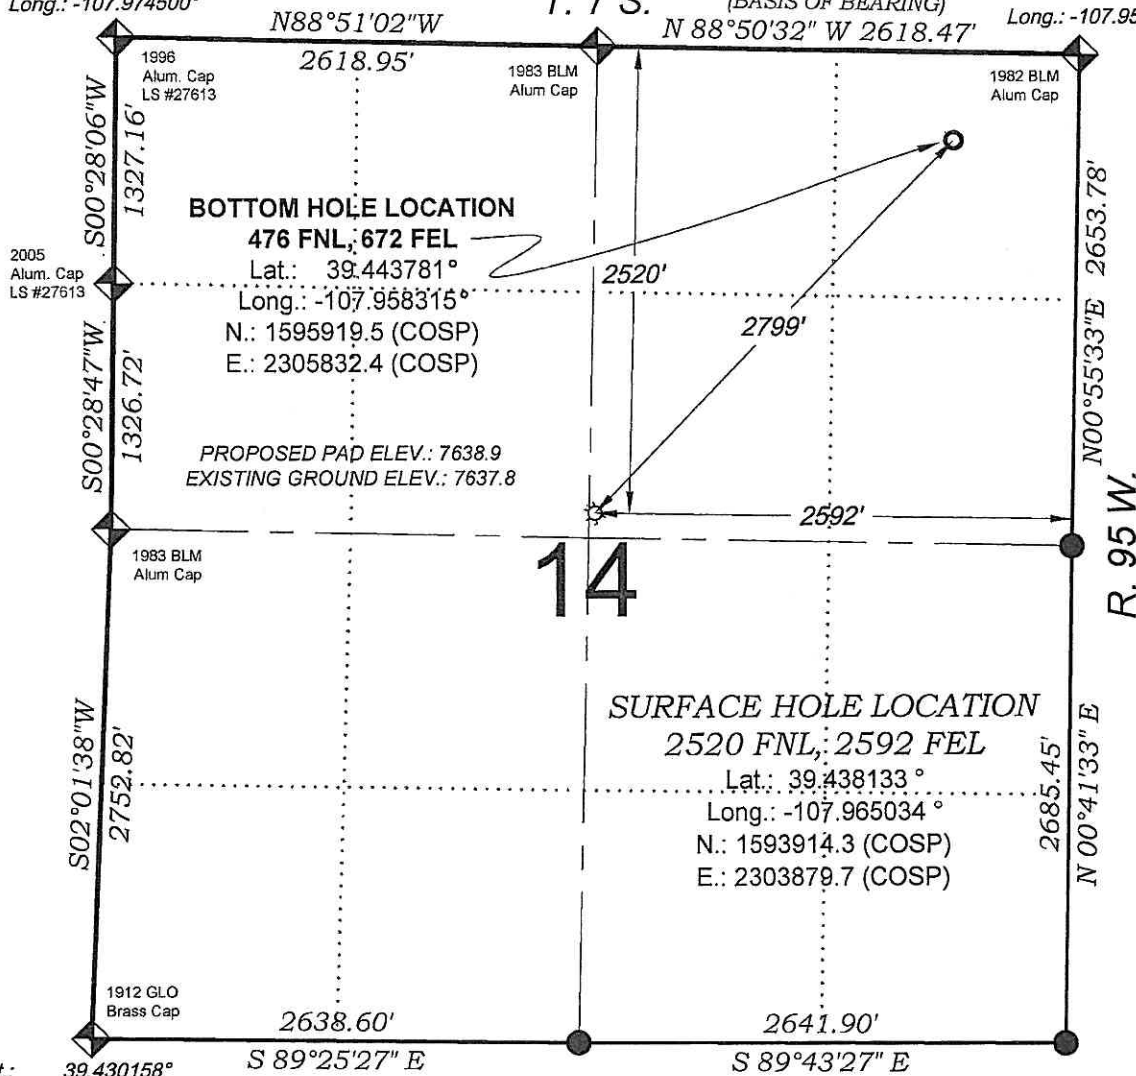 Long.: -107.974500°
T. 7 S.
(BASIS OF BEARING)
Long.: -107.95
N88°51'02"W
2618.95'
N 88°50'32" W 2618.47'
1996
Alum. Cap
LS #27613
1983 BLM
Alum Cap
1982 BLM
Alum Cap
S00°28'06"W
1327.16'
BOTTOM HOLE LOCATION
476 FNL, 672 FEL
Lat.: 39.443781°
Long.: -107.958315°
N.: 1595919.5 (COSP)
E.: 2305832.4 (COSP)
2005
Alum. Cap
LS #27613
2520'
2799'
N00°55'33"E 2653.78'
S00°28'47"W
1326.72'
PROPOSED PAD ELEV.: 7638.9
EXISTING GROUND ELEV.: 7637.8
2592'
R. 95 W.
1983 BLM
Alum Cap
14
SURFACE HOLE LOCATION
2520 FNL, 2592 FEL
Lat.: 39.438133 °
Long.: -107.965034 °
N.: 1593914.3 (COSP)
E.: 2303879.7 (COSP)
S02°01'38"W
2752.82'
2685.45'
N 00°41'33" E
1912 GLO
Brass Cap
2638.60'
S 89°25'27" E
2641.90'
S 89°43'27" E
39.430158°